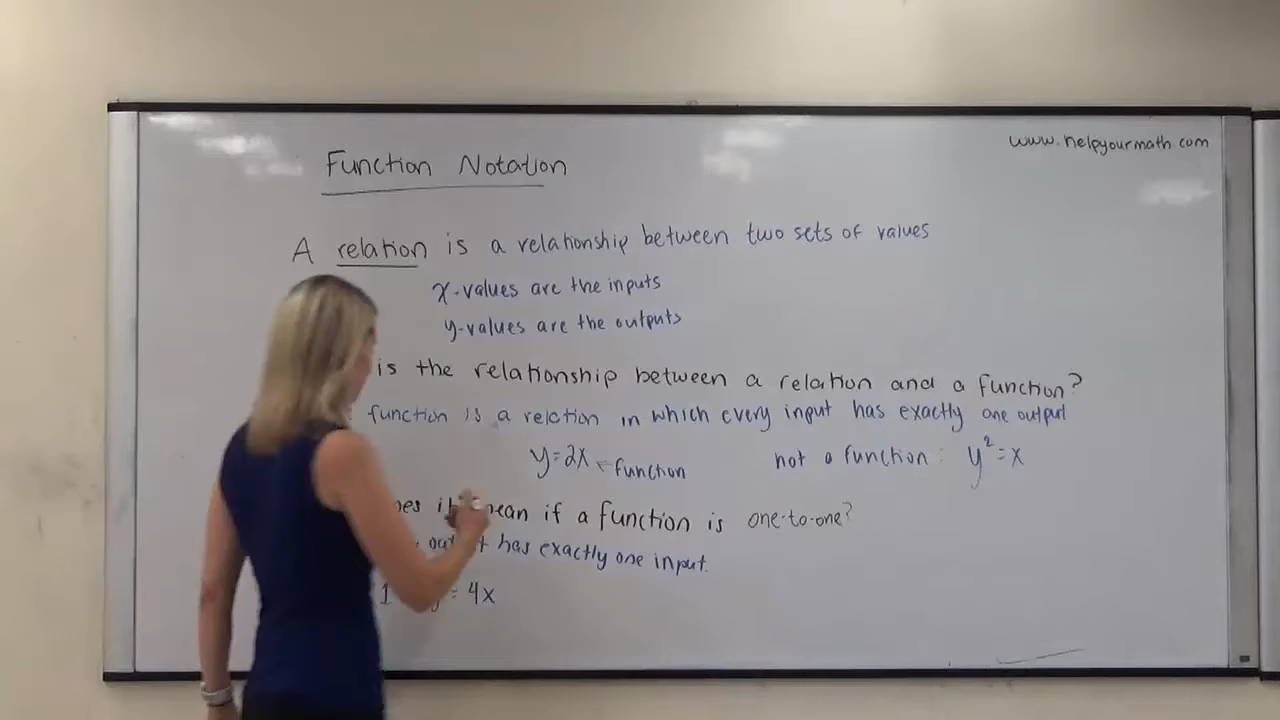 www.helpyourmath.com
Function Notation
A relation is a relationship between two sets of values
x-values are the inputs
y-values are the outputs
is the relationship between a relation and a function?
function is a relation in which every input has exactly one output
y=2x ← function not a function: y²=x
if a function is one-to-one?
has exactly one input.
1 = 4x